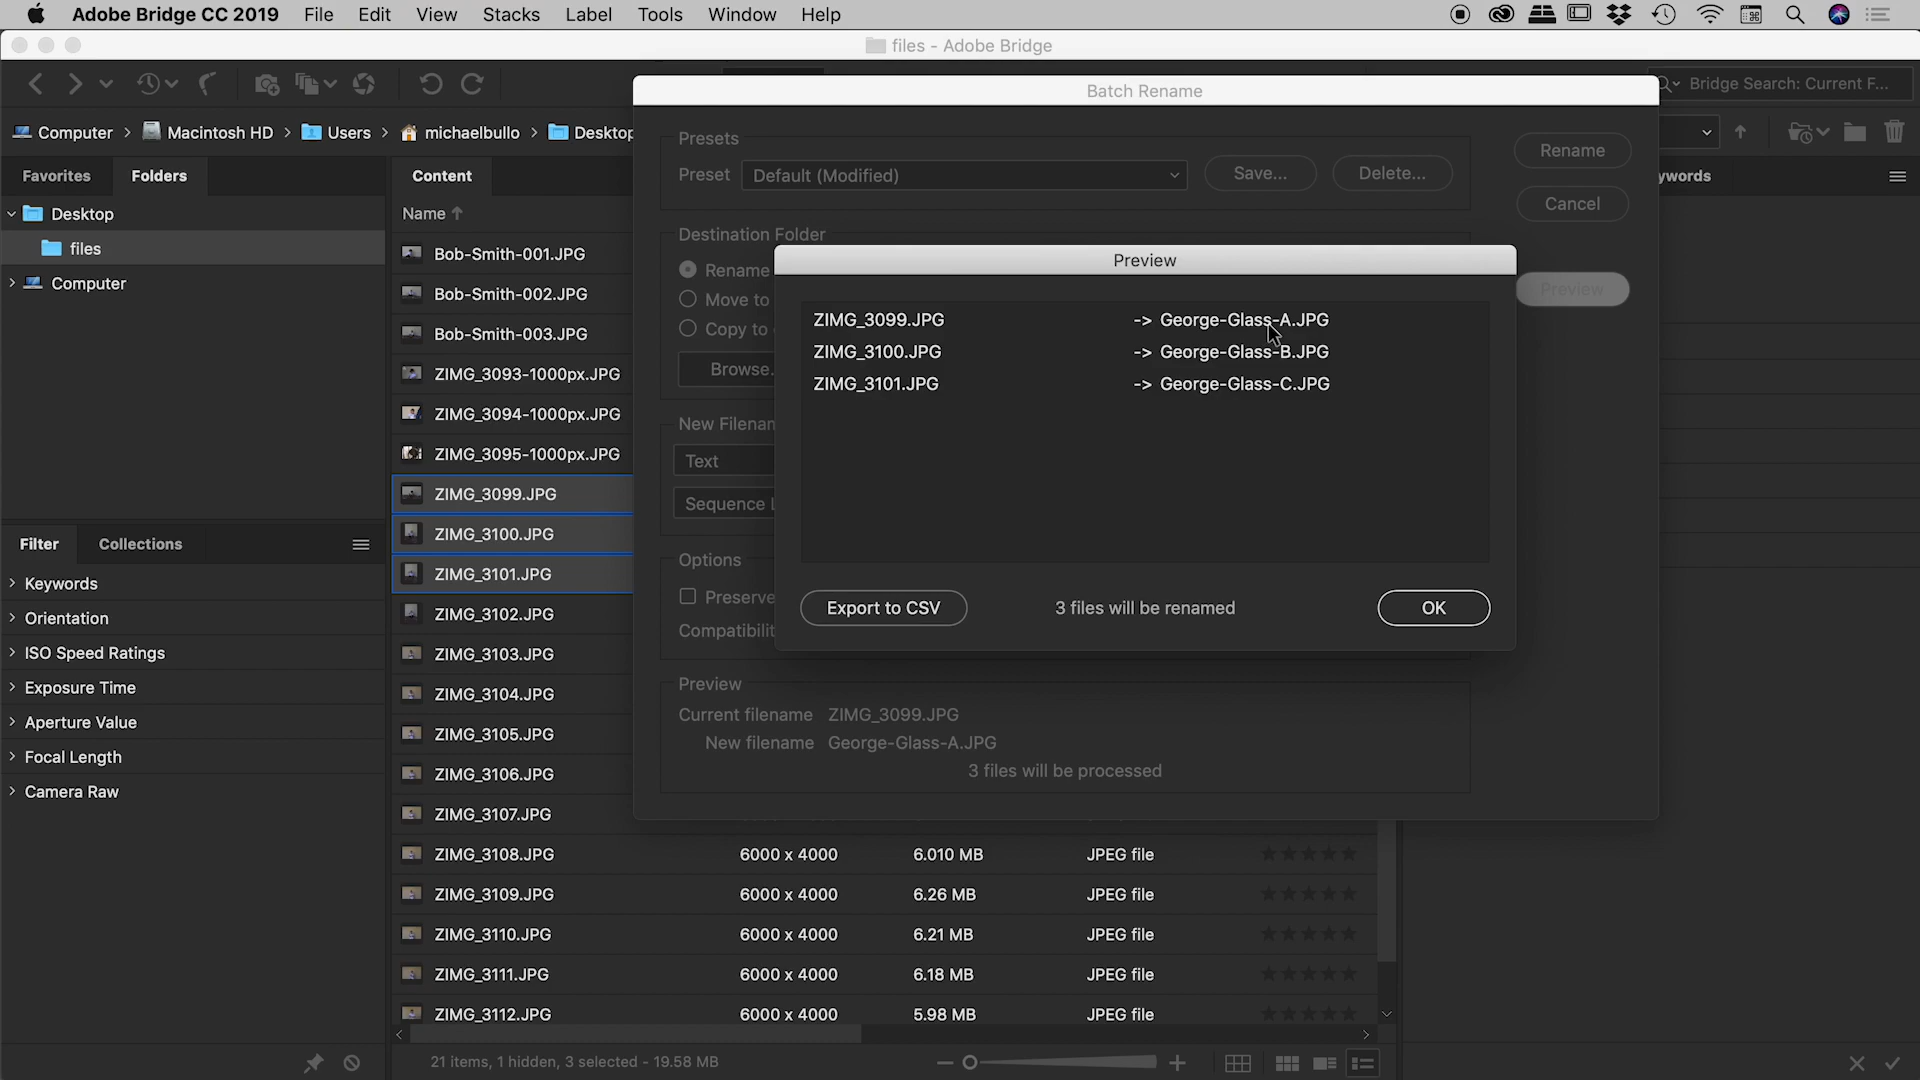 Adobe Bridge CC 2019 File Edit View Stacks Label Tools Window Help
files - Adobe Bridge
Bridge Search: Current F...
Computer > Macintosh HD > Users > michaelbullo > Desktop
Favorites Folders
Desktop
files
Computer
Filter Collections
Keywords
Orientation
ISO Speed Ratings
Exposure Time
Aperture Value
Focal Length
Camera Raw
Content
Name
Bob-Smith-001.JPG
Bob-Smith-002.JPG
Bob-Smith-003.JPG
ZIMG_3093-1000px.JPG
ZIMG_3094-1000px.JPG
ZIMG_3095-1000px.JPG
ZIMG_3099.JPG
ZIMG_3100.JPG
ZIMG_3101.JPG
ZIMG_3102.JPG
ZIMG_3103.JPG
ZIMG_3104.JPG
ZIMG_3105.JPG
ZIMG_3106.JPG
ZIMG_3107.JPG
ZIMG_3108.JPG 6000 x 4000 6.010 MB JPEG file
ZIMG_3109.JPG 6000 x 4000 6.26 MB JPEG file
ZIMG_3110.JPG 6000 x 4000 6.21 MB JPEG file
ZIMG_3111.JPG 6000 x 4000 6.18 MB JPEG file
ZIMG_3112.JPG 6000 x 4000 5.98 MB JPEG file
21 items, 1 hidden, 3 selected - 19.58 MB
Batch Rename
Presets
Preset Default (Modified) Save... Delete...
Rename
Cancel
Preview
ywords
Destination Folder
Rename
Move to
Copy to
Browse.
New Filenam
Text
Sequence L
Options
Preserve
Compatibilit
Preview
Current filename ZIMG_3099.JPG
New filename George-Glass-A.JPG
3 files will be processed
Preview
ZIMG_3099.JPG -> George-Glass-A.JPG
ZIMG_3100.JPG -> George-Glass-B.JPG
ZIMG_3101.JPG -> George-Glass-C.JPG
Export to CSV 3 files will be renamed OK